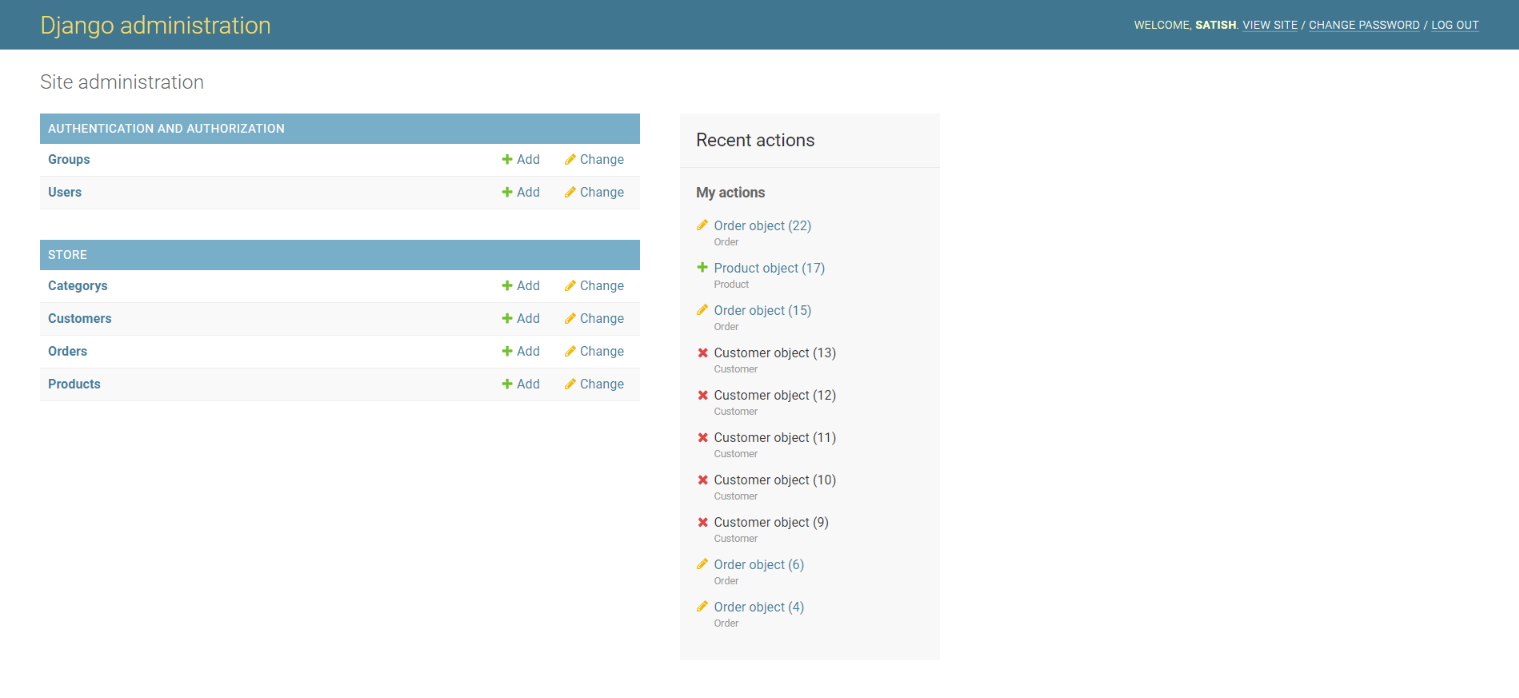 Django administration
WELCOME, SATISH. VIEW SITE / CHANGE PASSWORD / LOG OUT
Site administration
AUTHENTICATION AND AUTHORIZATION
Groups Add Change
Users Add Change
STORE
Categorys Add Change
Customers Add Change
Orders Add Change
Products Add Change
Recent actions
My actions
Order object (22)
Order
Product object (17)
Product
Order object (15)
Order
Customer object (13)
Customer
Customer object (12)
Customer
Customer object (11)
Customer
Customer object (10)
Customer
Customer object (9)
Customer
Order object (6)
Order
Order object (4)
Order